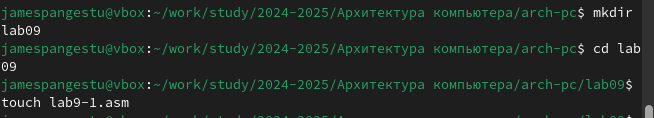 jamespangestu@vbox:~/work/study/2024-2025/Архитектура компьютера/arch-pc$ mkdir
lab09
jamespangestu@vbox:~/work/study/2024-2025/Архитектура компьютера/arch-pc$ cd lab
09
jamespangestu@vbox:~/work/study/2024-2025/Архитектура компьютера/arch-pc/lab09$
touch lab9-1.asm